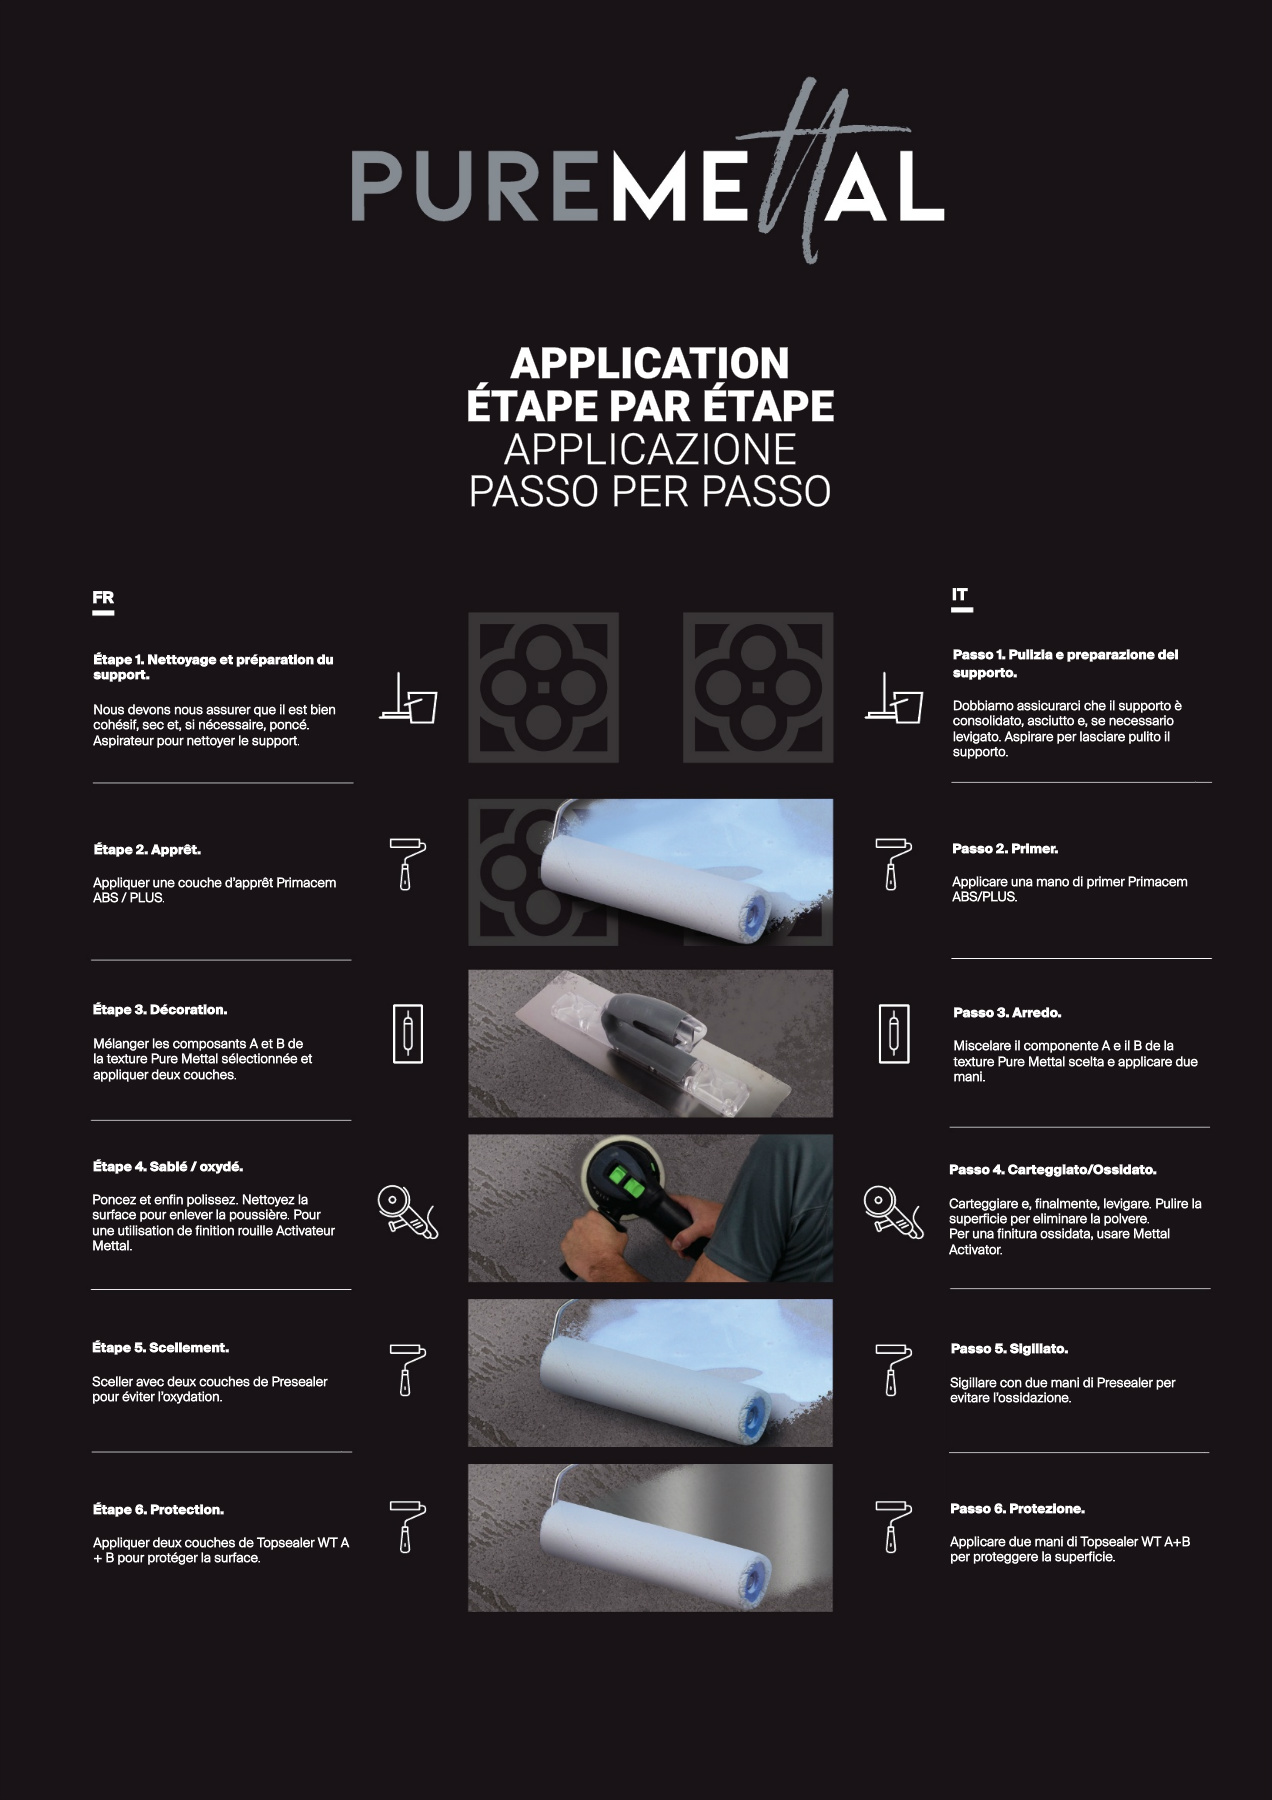 PUREMEttAL
APPLICATION
ÉTAPE PAR ÉTAPE
APPLICAZIONE
PASSO PER PASSO
FR
Étape 1. Nettoyage et préparation du
support.
Nous devons nous assurer que il est bien
cohésif, sec et, si nécessaire, poncé.
Aspirateur pour nettoyer le support.
Étape 2. Apprêt.
Appliquer une couche d'apprêt Primacem
ABS / PLUS.
Étape 3. Décoration.
Mélanger les composants A et B de
la texture Pure Mettal sélectionnée et
appliquer deux couches.
Étape 4. Sablé / oxydé.
Poncez et enfin polissez. Nettoyez la
surface pour enlever la poussière. Pour
une utilisation de finition rouille Activateur
Mettal.
Étape 5. Scellement.
Sceller avec deux couches de Presealer
pour éviter l'oxydation.
Étape 6. Protection.
Appliquer deux couches de Topsealer WT A
+ B pour protéger la surface.
IT
Passo 1. Pulizia e preparazione del
supporto.
Dobbiamo assicurarci che il supporto è
consolidato, asciutto e, se necessario
levigato. Aspirare per lasciare pulito il
supporto.
Passo 2. Primer.
Applicare una mano di primer Primacem
ABS/PLUS.
Passo 3. Arredo.
Miscelare il componente A e il B de la
texture Pure Mettal scelta e applicare due
mani.
Passo 4. Carteggiato/Ossidato.
Carteggiare e, finalmente, levigare. Pulire la
superficie per eliminare la polvere.
Per una finitura ossidata, usare Mettal
Activator.
Passo 5. Sigillato.
Sigillare con due mani di Presealer per
evitare l'ossidazione.
Passo 6. Protezione.
Applicare due mani di Topsealer WT A+B
per proteggere la superficie.